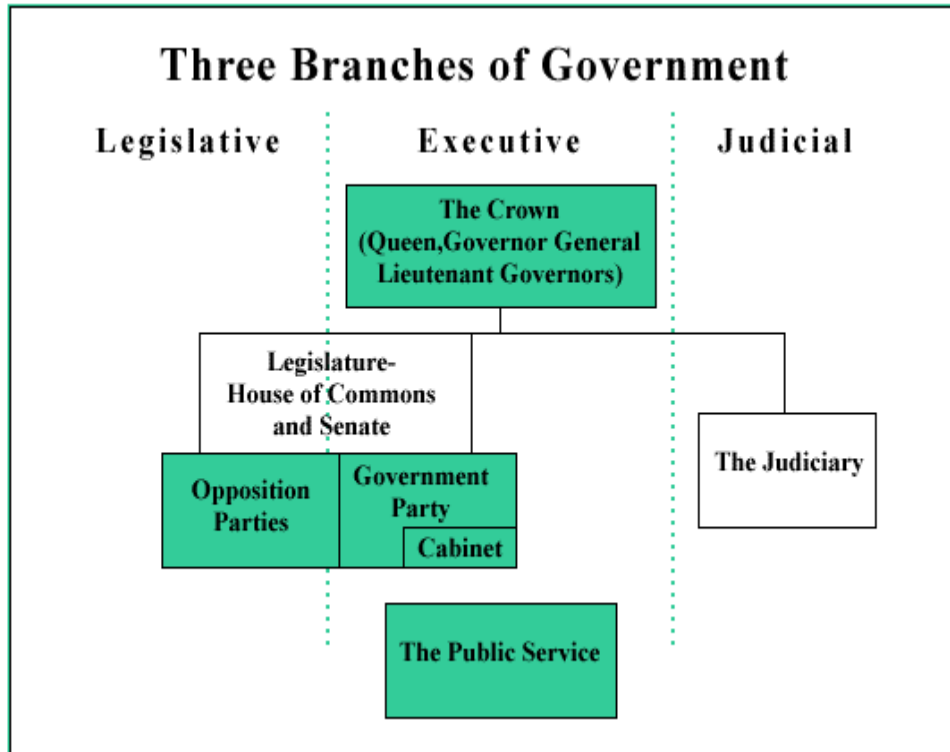 Three Branches of Government
Legislative
Executive
Judicial
The Crown
(Queen,Governor General
Lieutenant Governors)
Legislature-
House of Commons
and Senate
Opposition
Parties
Government
Party
Cabinet
The Judiciary
The Public Service